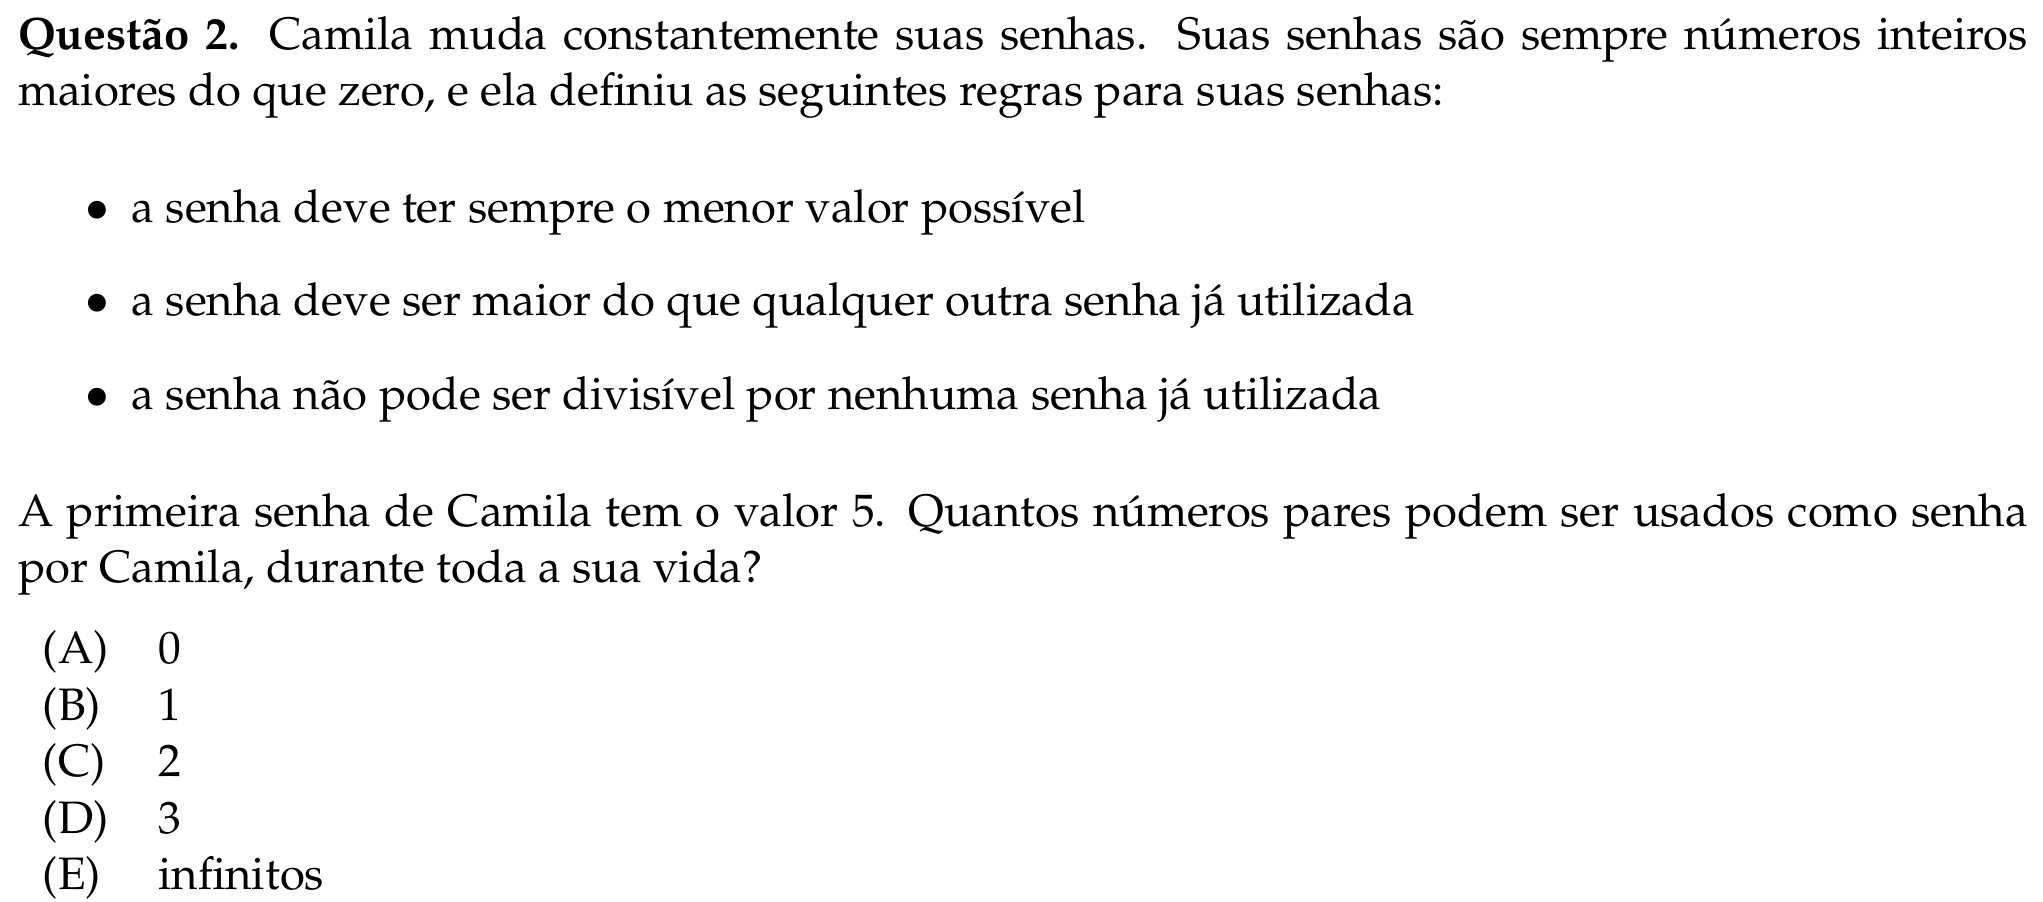 Questão 2. Camila muda constantemente suas senhas. Suas senhas são sempre números inteiros
maiores do que zero, e ela definiu as seguintes regras para suas senhas:
• a senha deve ter sempre o menor valor possível
• a senha deve ser maior do que qualquer outra senha já utilizada
• a senha não pode ser divisível por nenhuma senha já utilizada
A primeira senha de Camila tem o valor 5. Quantos números pares podem ser usados como senha
por Camila, durante toda a sua vida?
(A) 0
(B) 1
(C) 2
(D) 3
(E) infinitos